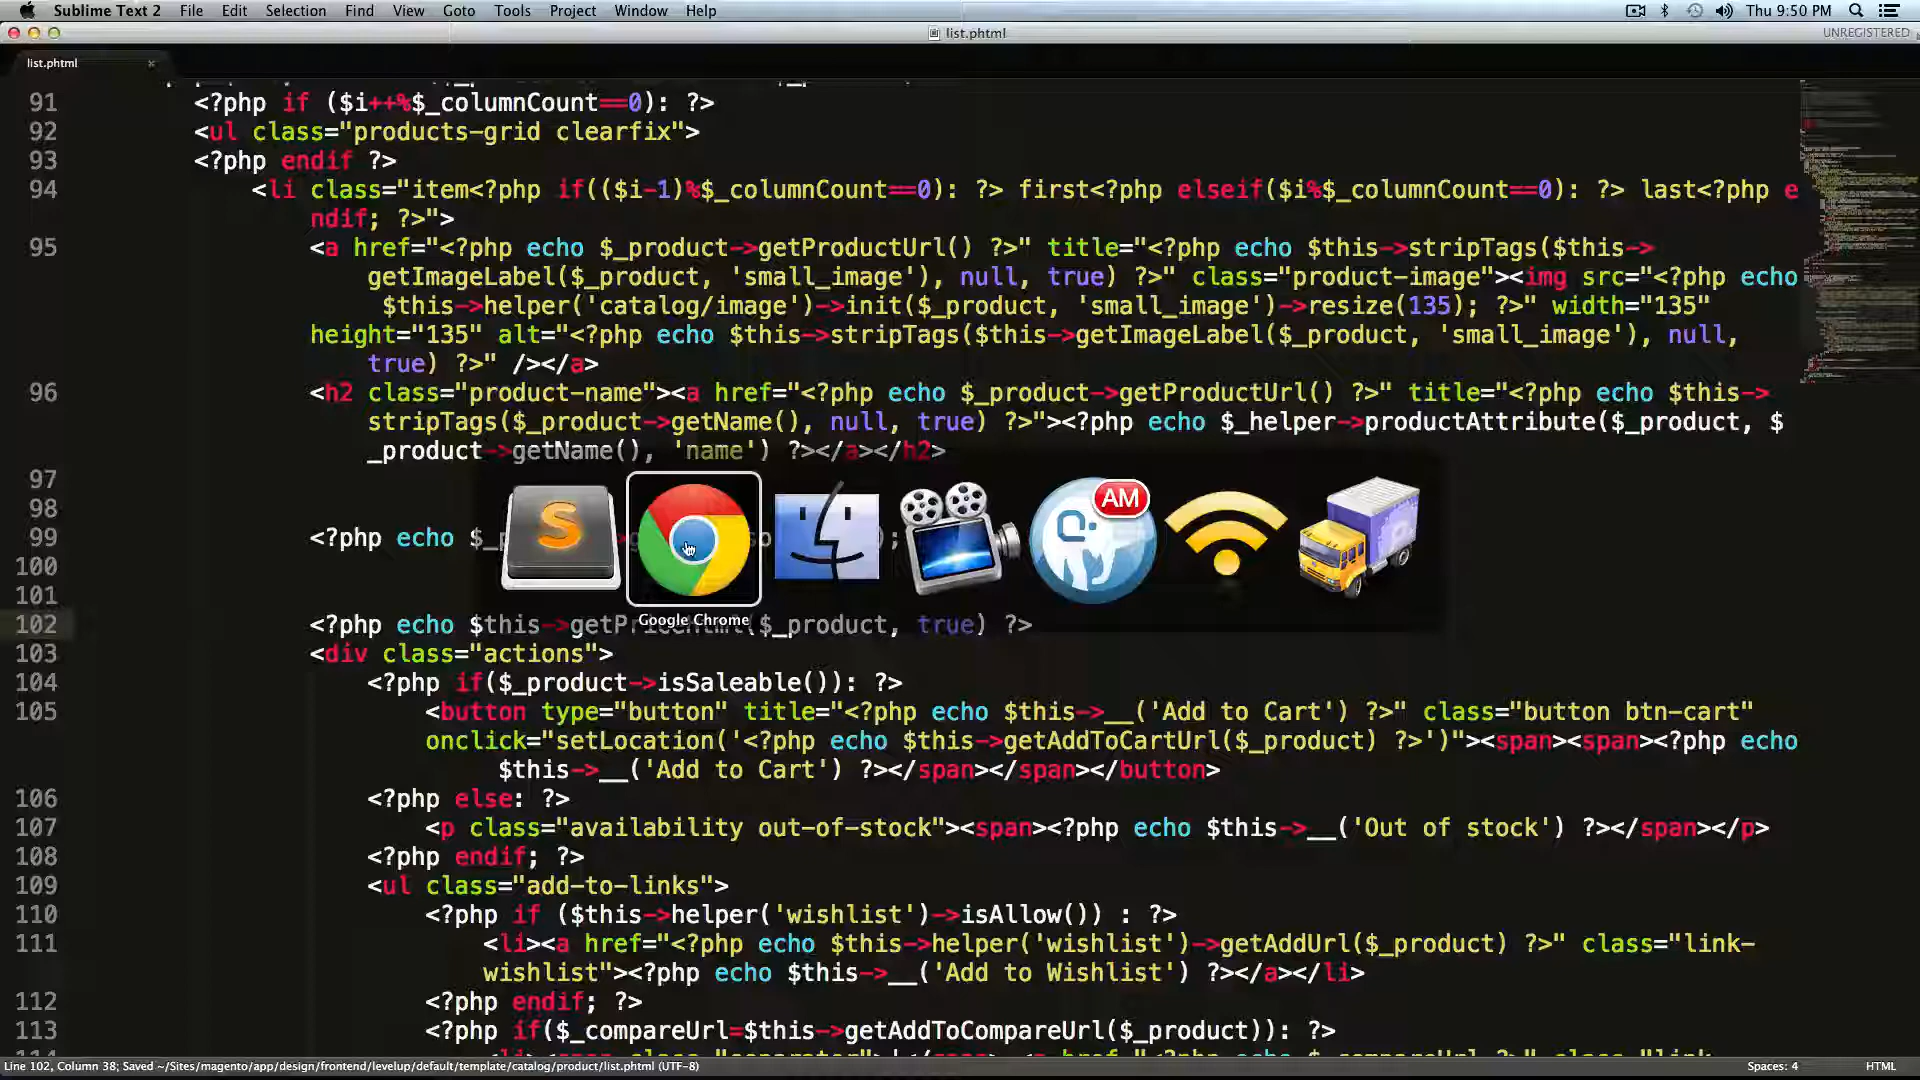 Sublime Text 2 File Edit Selection Find View Goto Tools Project Window Help Thu 9:50 PM
list.phtml UNREGISTERED
list.phtml
91 <?php if ($i++%$_columnCount==0): ?>
92 <ul class="products-grid clearfix">
93 <?php endif ?>
94 <li class="item<?php if(($i-1)%$_columnCount==0): ?> first<?php elseif($i%$_columnCount==0): ?> last<?php e
ndif; ?>">
95 <a href="<?php echo $_product->getProductUrl() ?>" title="<?php echo $this->stripTags($this->
getImageLabel($_product, 'small_image'), null, true) ?>" class="product-image"><img src="<?php echo
$this->helper('catalog/image')->init($_product, 'small_image')->resize(135); ?>" width="135"
height="135" alt="<?php echo $this->stripTags($this->getImageLabel($_product, 'small_image'), null,
true) ?>" /></a>
96 <h2 class="product-name"><a href="<?php echo $_product->getProductUrl() ?>" title="<?php echo $this->
stripTags($_product->getName(), null, true) ?>"><?php echo $_helper->productAttribute($_product, $
_product->getName(), 'name') ?></a></h2>
97
98
AM
99 <?php echo $_
100
101
Google Chrome
102 <?php echo $this->getPriceHtml($_product, true) ?>
103 <div class="actions">
104 <?php if($_product->isSaleable()): ?>
105 <button type="button" title="<?php echo $this->__('Add to Cart') ?>" class="button btn-cart"
onclick="setLocation('<?php echo $this->getAddToCartUrl($_product) ?>')"><span><span><?php echo
$this->__('Add to Cart') ?></span></span></button>
106 <?php else: ?>
107 <p class="availability out-of-stock"><span><?php echo $this->__('Out of stock') ?></span></p>
108 <?php endif; ?>
109 <ul class="add-to-links">
110 <?php if ($this->helper('wishlist')->isAllow()) : ?>
111 <li><a href="<?php echo $this->helper('wishlist')->getAddUrl($_product) ?>" class="link-
wishlist"><?php echo $this->__('Add to Wishlist') ?></a></li>
112 <?php endif; ?>
113 <?php if($_compareUrl=$this->getAddToCompareUrl($_product)): ?>
Line 102, Column 38; Saved ~/Sites/magento/app/design/frontend/levelup/default/template/catalog/product/list.phtml (UTF-8) Spaces: 4 HTML